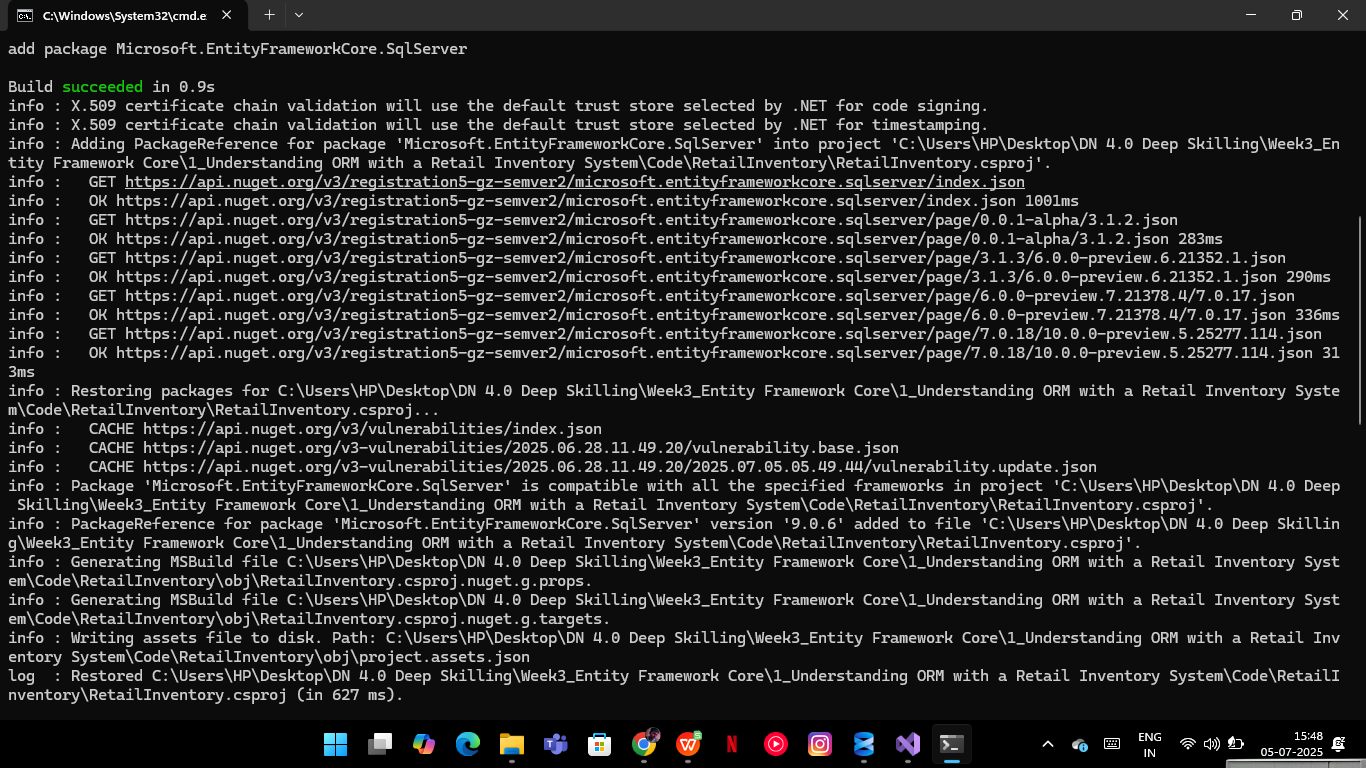 C:\Windows\System32\cmd.e
add package Microsoft.EntityFrameworkCore.SqlServer
Build succeeded in 0.9s
info : X.509 certificate chain validation will use the default trust store selected by .NET for code signing.
info : X.509 certificate chain validation will use the default trust store selected by .NET for timestamping.
info : Adding PackageReference for package 'Microsoft.EntityFrameworkCore.SqlServer' into project 'C:\Users\HP\Desktop\DN 4.0 Deep Skilling\Week3_En
tity Framework Core\1_Understanding ORM with a Retail Inventory System\Code\RetailInventory\RetailInventory.csproj'.
info :   GET https://api.nuget.org/v3/registration5-gz-semver2/microsoft.entityframeworkcore.sqlserver/index.json
info :   OK https://api.nuget.org/v3/registration5-gz-semver2/microsoft.entityframeworkcore.sqlserver/index.json 1001ms
info :   GET https://api.nuget.org/v3/registration5-gz-semver2/microsoft.entityframeworkcore.sqlserver/page/0.0.1-alpha/3.1.2.json
info :   OK https://api.nuget.org/v3/registration5-gz-semver2/microsoft.entityframeworkcore.sqlserver/page/0.0.1-alpha/3.1.2.json 283ms
info :   GET https://api.nuget.org/v3/registration5-gz-semver2/microsoft.entityframeworkcore.sqlserver/page/3.1.3/6.0.0-preview.6.21352.1.json
info :   OK https://api.nuget.org/v3/registration5-gz-semver2/microsoft.entityframeworkcore.sqlserver/page/3.1.3/6.0.0-preview.6.21352.1.json 290ms
info :   GET https://api.nuget.org/v3/registration5-gz-semver2/microsoft.entityframeworkcore.sqlserver/page/6.0.0-preview.7.21378.4/7.0.17.json
info :   OK https://api.nuget.org/v3/registration5-gz-semver2/microsoft.entityframeworkcore.sqlserver/page/6.0.0-preview.7.21378.4/7.0.17.json 336ms
info :   GET https://api.nuget.org/v3/registration5-gz-semver2/microsoft.entityframeworkcore.sqlserver/page/7.0.18/10.0.0-preview.5.25277.114.json
info :   OK https://api.nuget.org/v3/registration5-gz-semver2/microsoft.entityframeworkcore.sqlserver/page/7.0.18/10.0.0-preview.5.25277.114.json 31
3ms
info : Restoring packages for C:\Users\HP\Desktop\DN 4.0 Deep Skilling\Week3_Entity Framework Core\1_Understanding ORM with a Retail Inventory Syste
m\Code\RetailInventory\RetailInventory.csproj...
info :   CACHE https://api.nuget.org/v3/vulnerabilities/index.json
info :   CACHE https://api.nuget.org/v3-vulnerabilities/2025.06.28.11.49.20/vulnerability.base.json
info :   CACHE https://api.nuget.org/v3-vulnerabilities/2025.06.28.11.49.20/2025.07.05.05.49.44/vulnerability.update.json
info : Package 'Microsoft.EntityFrameworkCore.SqlServer' is compatible with all the specified frameworks in project 'C:\Users\HP\Desktop\DN 4.0 Deep
 Skilling\Week3_Entity Framework Core\1_Understanding ORM with a Retail Inventory System\Code\RetailInventory\RetailInventory.csproj'.
info : PackageReference for package 'Microsoft.EntityFrameworkCore.SqlServer' version '9.0.6' added to file 'C:\Users\HP\Desktop\DN 4.0 Deep Skillin
g\Week3_Entity Framework Core\1_Understanding ORM with a Retail Inventory System\Code\RetailInventory\RetailInventory.csproj'.
info : Generating MSBuild file C:\Users\HP\Desktop\DN 4.0 Deep Skilling\Week3_Entity Framework Core\1_Understanding ORM with a Retail Inventory Syst
em\Code\RetailInventory\obj\RetailInventory.csproj.nuget.g.props.
info : Generating MSBuild file C:\Users\HP\Desktop\DN 4.0 Deep Skilling\Week3_Entity Framework Core\1_Understanding ORM with a Retail Inventory Syst
em\Code\RetailInventory\obj\RetailInventory.csproj.nuget.g.targets.
info : Writing assets file to disk. Path: C:\Users\HP\Desktop\DN 4.0 Deep Skilling\Week3_Entity Framework Core\1_Understanding ORM with a Retail Inv
entory System\Code\RetailInventory\obj\project.assets.json
log  : Restored C:\Users\HP\Desktop\DN 4.0 Deep Skilling\Week3_Entity Framework Core\1_Understanding ORM with a Retail Inventory System\Code\RetailI
nventory\RetailInventory.csproj (in 627 ms).
ENG
IN
15:48
05-07-2025